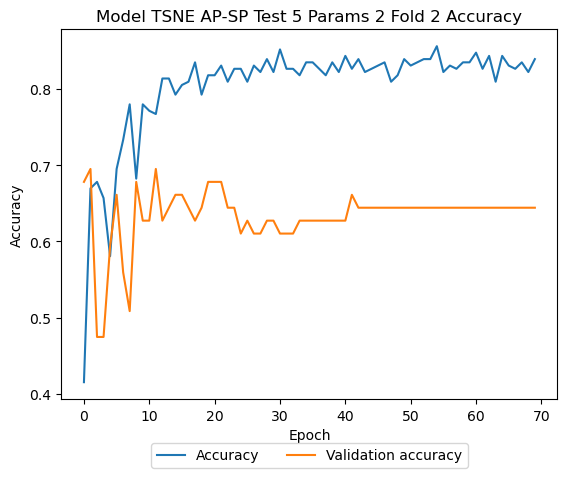 Model TSNE AP-SP Test 5 Params 2 Fold 2 Accuracy
Accuracy
0.8
0.7
0.6
0.5
0.4
0 10 20 30 40 50 60 70
Epoch
Accuracy Validation accuracy